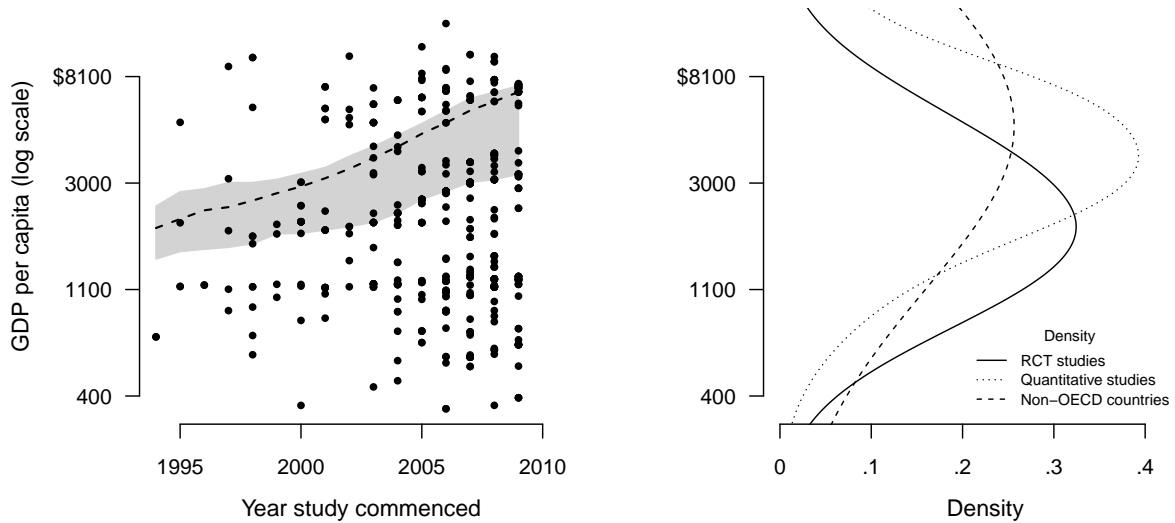 GDP per capita (log scale)
$8100
3000
1100
400
1995 2000 2005 2010
Year study commenced
$8100
3000
1100
400
Density
RCT studies
Quantitative studies
Non−OECD countries
0 .1 .2 .3 .4
Density